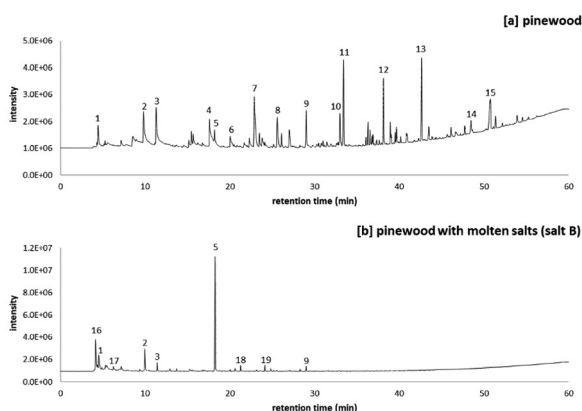 [a] pinewood
5.0E+06
4.0E+06
3.0E+06
2.0E+06
1.0E+06
0.0E+00
intensity
1
2
3
4
5
6
7
8
9
10
11
12
13
14
15
0 10 20 30 40 50 60
retention time (min)
[b] pinewood with molten salts (salt B)
1.2E+07
1.0E+07
8.0E+06
6.0E+06
4.0E+06
2.0E+06
0.0E+00
intensity
16
1
17
2
3
5
18
19
9
0 10 20 30 40 50 60
retention time (min)